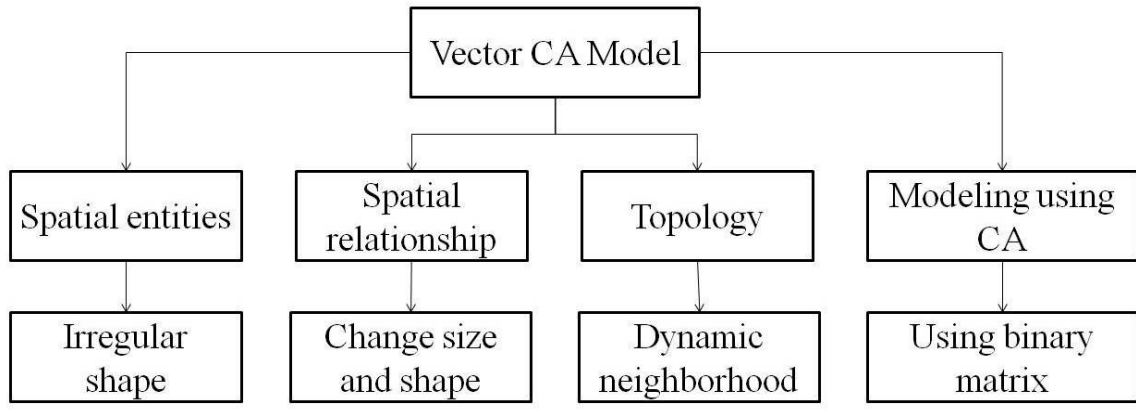 Vector CA Model
Spatial entities
Spatial
relationship
Topology
Modeling using
CA
Irregular
shape
Change size
and shape
Dynamic
neighborhood
Using binary
matrix